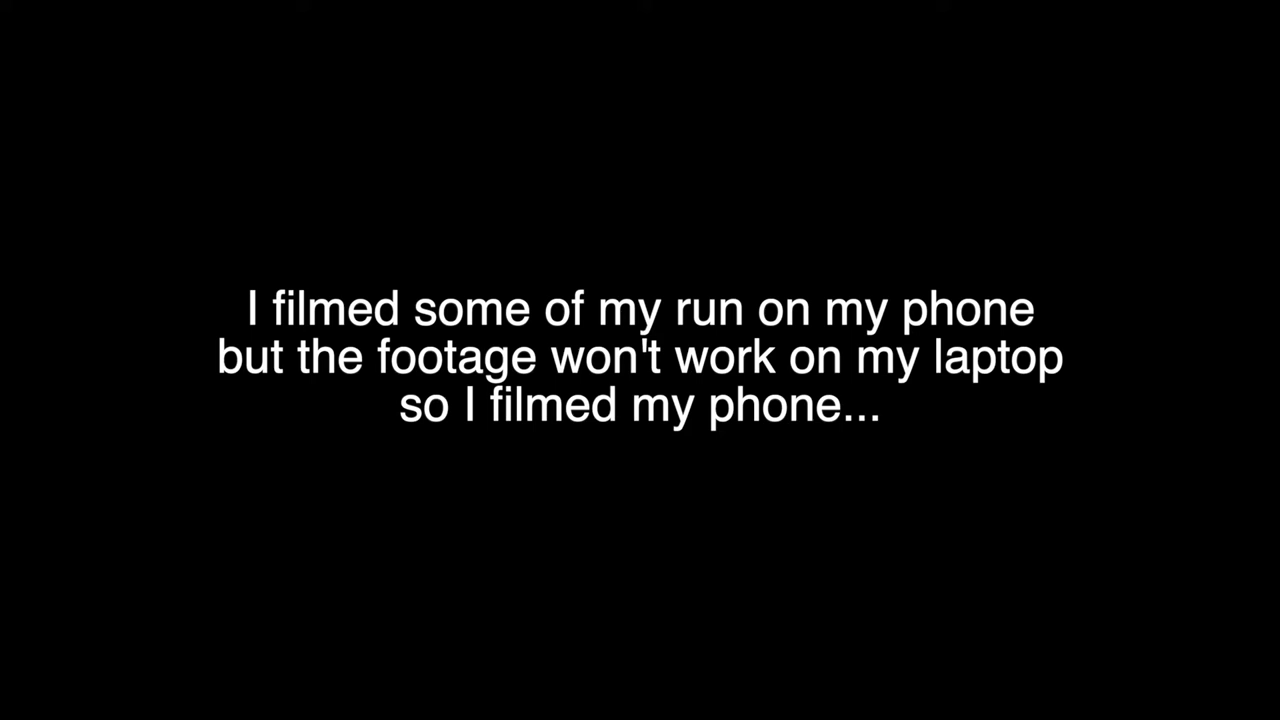 I filmed some of my run on my phone
but the footage won't work on my laptop
so I filmed my phone...